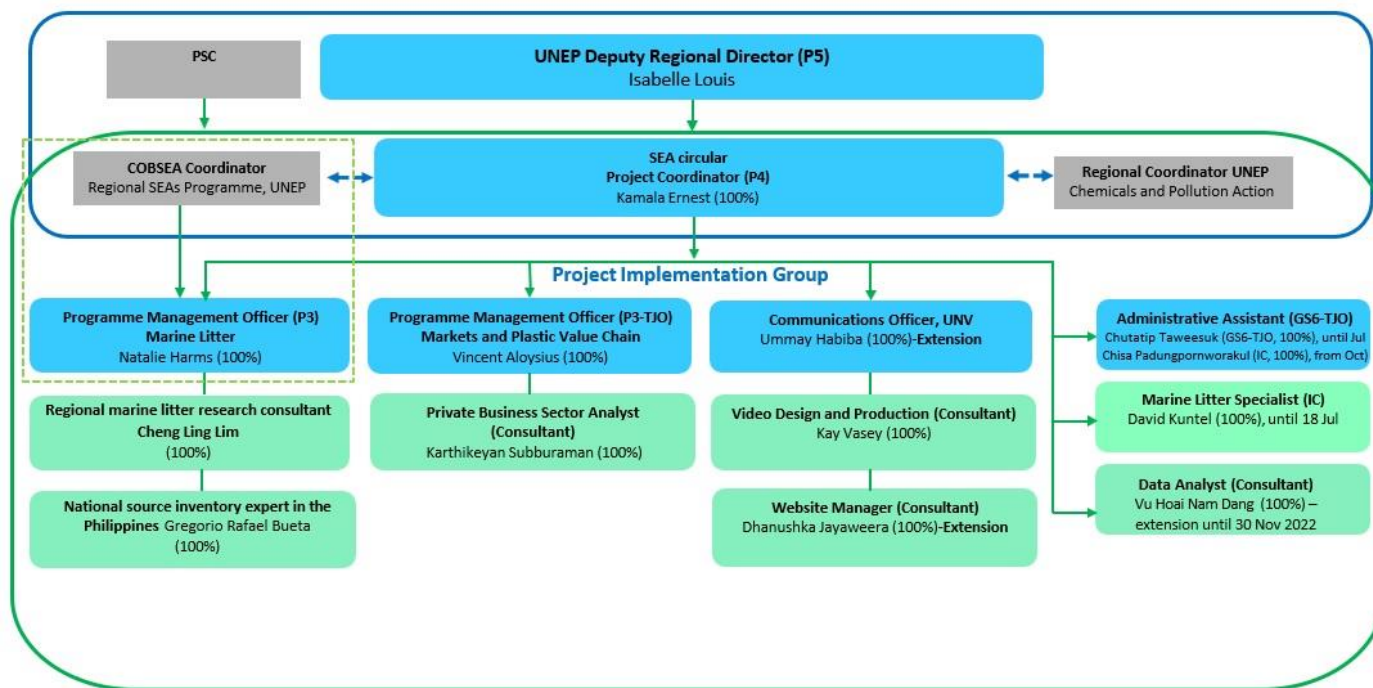 PSC
UNEP Deputy Regional Director (P5)
Isabelle Louis
COBSEA Coordinator
Regional SEAs Programme, UNEP
SEA circular
Project Coordinator (P4)
Kamala Ernest (100%)
Regional Coordinator UNEP
Chemicals and Pollution Action
Project Implementation Group
Programme Management Officer (P3)
Marine Litter
Natalie Harms (100%)
Programme Management Officer (P3-TJO)
Markets and Plastic Value Chain
Vincent Aloysius (100%)
Communications Officer, UNV
Ummay Habiba (100%)-Extension
Administrative Assistant (GS6-TJO)
Chutatip Taweesuk (GS6-TJO, 100%), until Jul
Chisa Padungpornworakul (IC, 100%), from Oct)
Regional marine litter research consultant
Cheng Ling Lim
(100%)
Private Business Sector Analyst
(Consultant)
Karthikeyan Subburaman (100%)
Video Design and Production (Consultant)
Kay Vasey (100%)
Marine Litter Specialist (IC)
David Kuntel (100%), until 18 Jul
National source inventory expert in the
Philippines Gregorio Rafael Bueta
(100%)
Website Manager (Consultant)
Dhanushka Jayaweera (100%)-Extension
Data Analyst (Consultant)
Vu Hoai Nam Dang (100%) –
extension until 30 Nov 2022